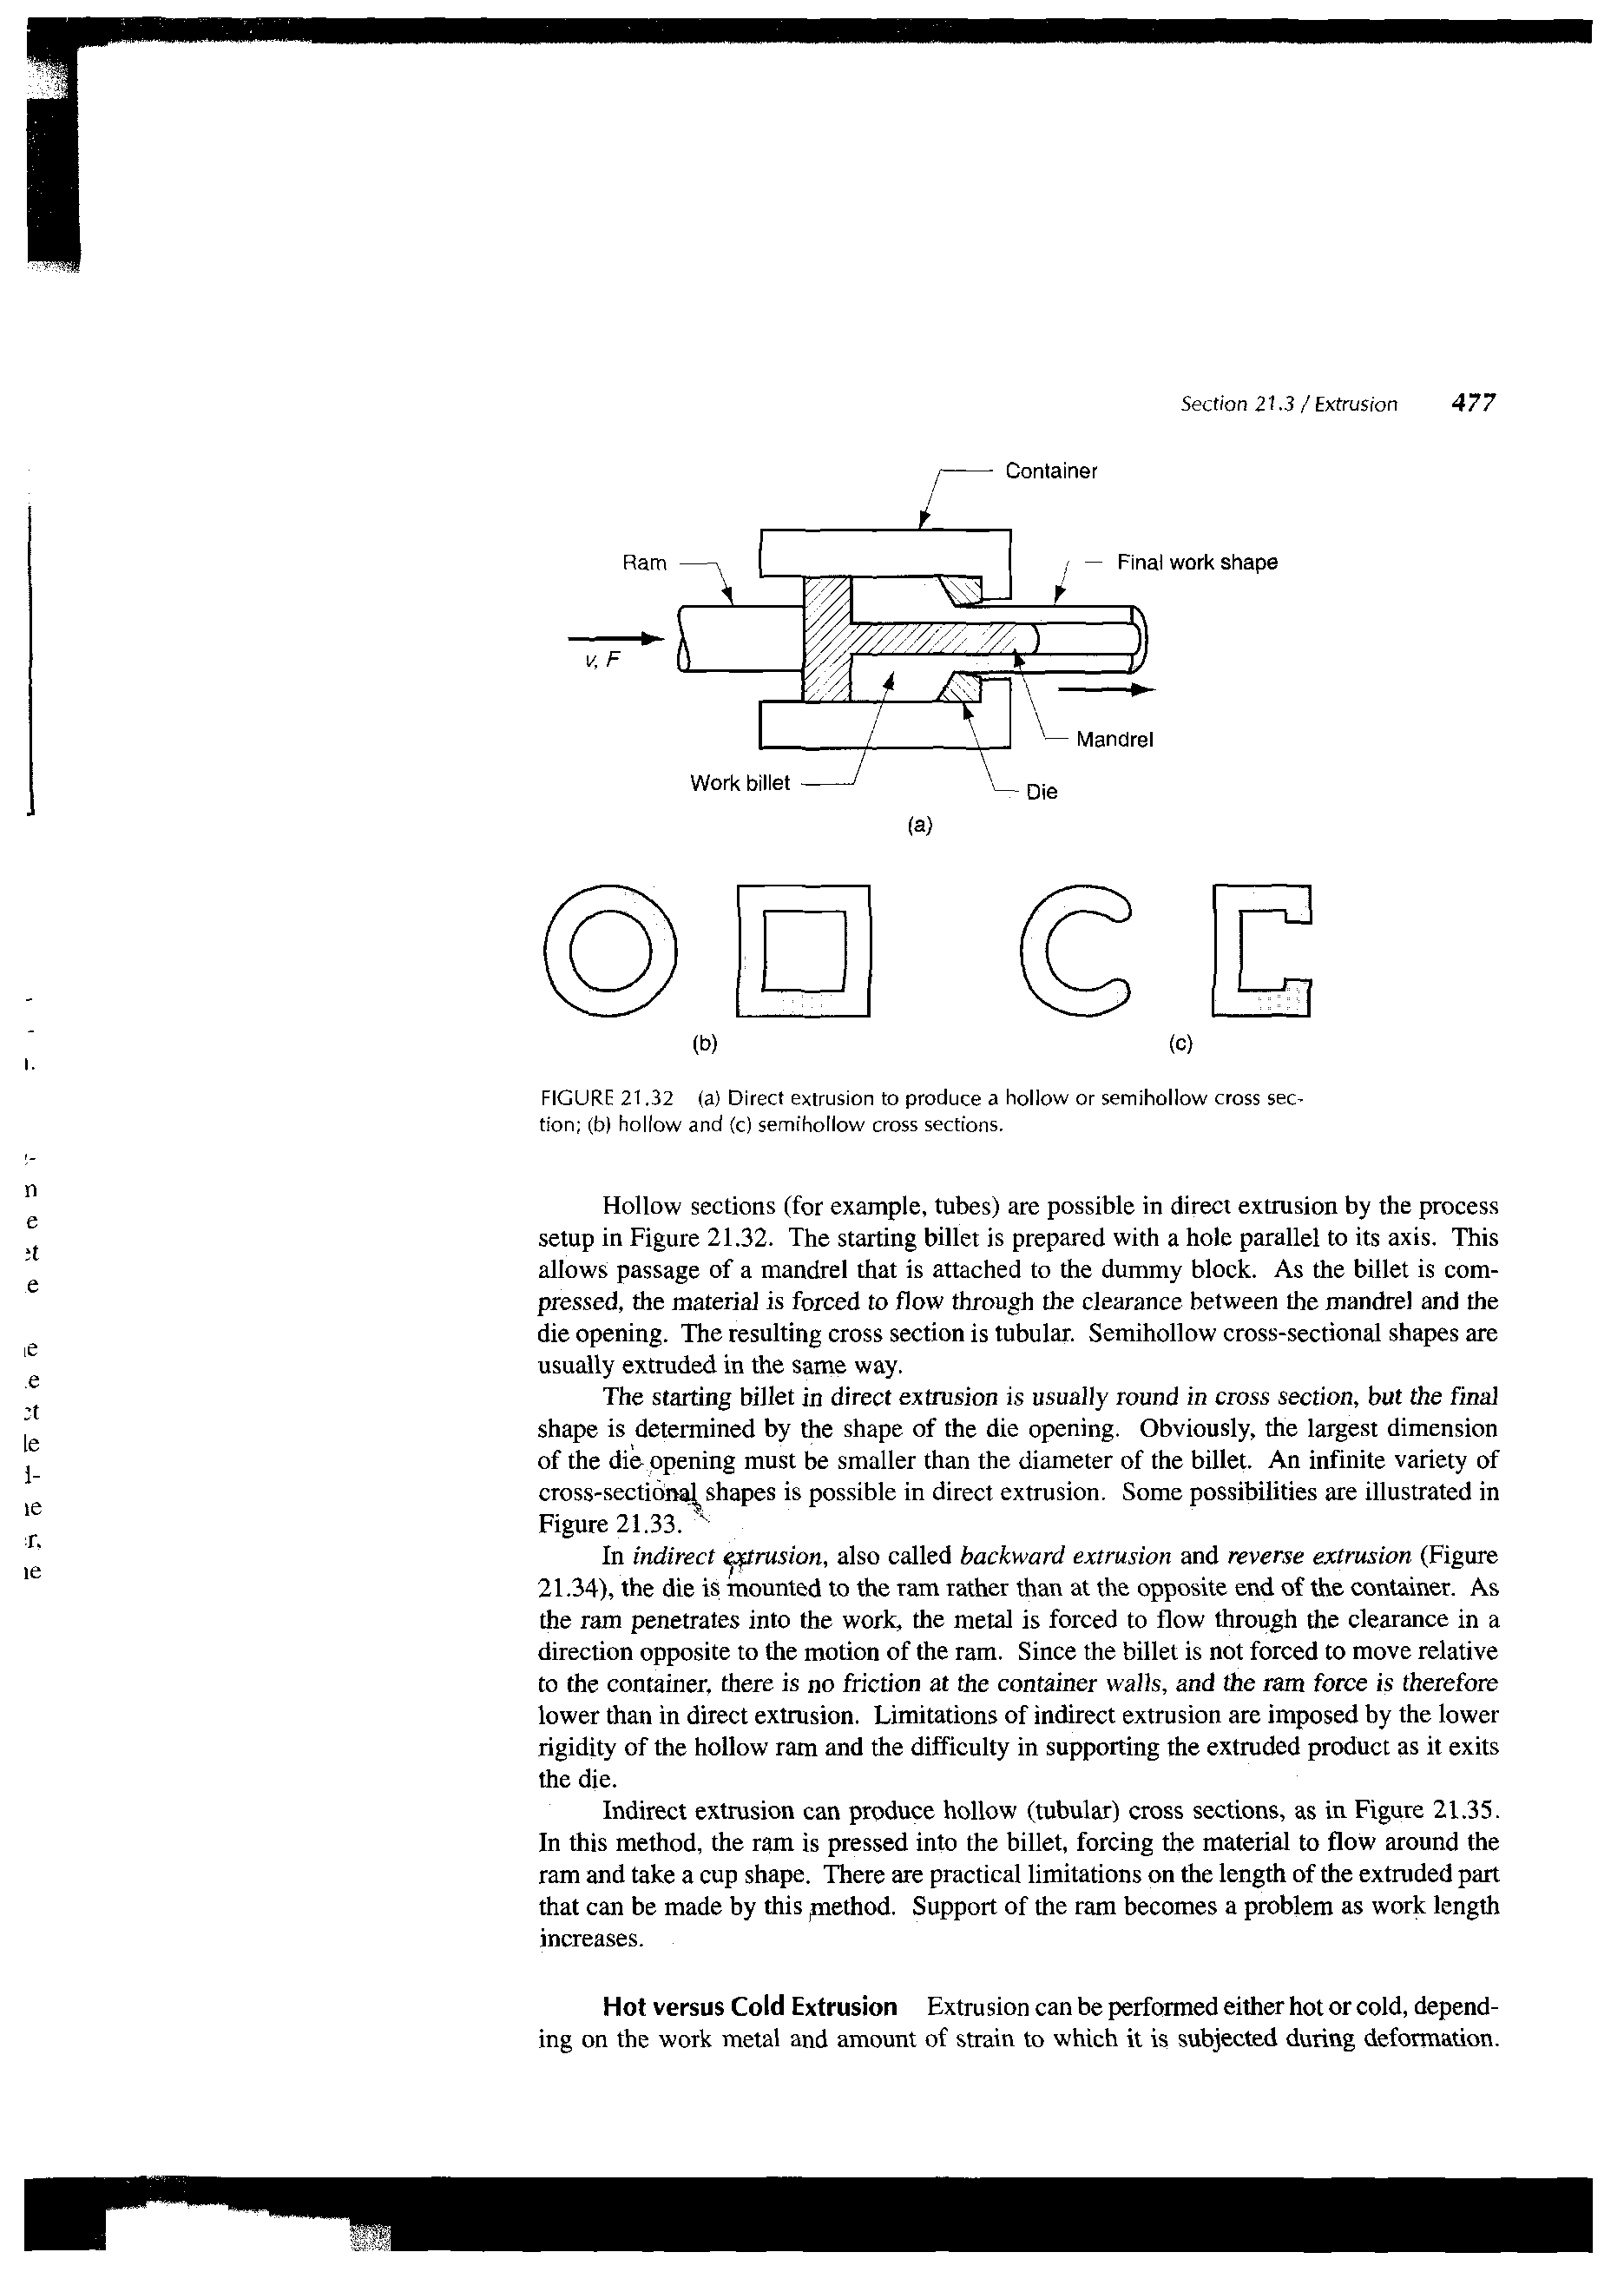 Section 21.3 / Extrusion 477
Container
Ram
Final work shape
v, F
Mandrel
Work billet
Die
(a)
(b)
(c)
FIGURE 21.32 (a) Direct extrusion to produce a hollow or semihollow cross sec-
tion; (b) hollow and (c) semihollow cross sections.
Hollow sections (for example, tubes) are possible in direct extrusion by the process
setup in Figure 21.32. The starting billet is prepared with a hole parallel to its axis. This
allows passage of a mandrel that is attached to the dummy block. As the billet is com-
pressed, the material is forced to flow through the clearance between the mandrel and the
die opening. The resulting cross section is tubular. Semihollow cross-sectional shapes are
usually extruded in the same way.
The starting billet in direct extrusion is usually round in cross section, but the final
shape is determined by the shape of the die opening. Obviously, the largest dimension
of the die opening must be smaller than the diameter of the billet. An infinite variety of
cross-sectional shapes is possible in direct extrusion. Some possibilities are illustrated in
Figure 21.33.
In indirect extrusion, also called backward extrusion and reverse extrusion (Figure
21.34), the die is mounted to the ram rather than at the opposite end of the container. As
the ram penetrates into the work, the metal is forced to flow through the clearance in a
direction opposite to the motion of the ram. Since the billet is not forced to move relative
to the container, there is no friction at the container walls, and the ram force is therefore
lower than in direct extrusion. Limitations of indirect extrusion are imposed by the lower
rigidity of the hollow ram and the difficulty in supporting the extruded product as it exits
the die.
Indirect extrusion can produce hollow (tubular) cross sections, as in Figure 21.35.
In this method, the ram is pressed into the billet, forcing the material to flow around the
ram and take a cup shape. There are practical limitations on the length of the extruded part
that can be made by this method. Support of the ram becomes a problem as work length
increases.
Hot versus Cold Extrusion Extrusion can be performed either hot or cold, depend-
ing on the work metal and amount of strain to which it is subjected during deformation.